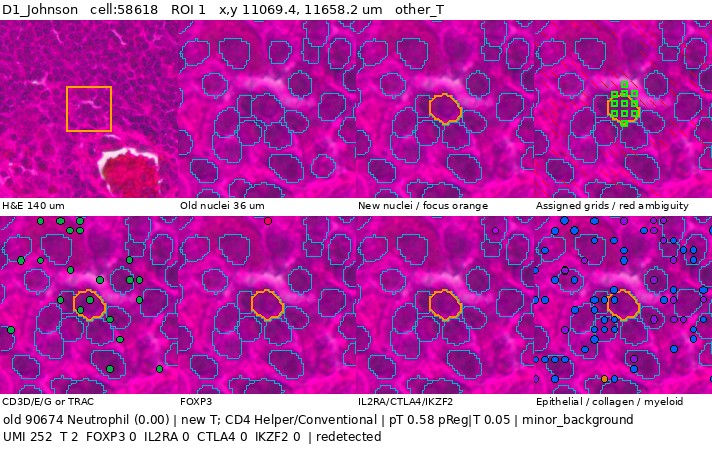 D1_Johnson   cell:58618   ROI 1   x,y 11069.4, 11658.2 um   other_T
H&E 140 um
Old nuclei 36 um
New nuclei / focus orange
Assigned grids / red ambiguity
CD3D/E/G or TRAC
FOXP3
IL2RA/CTLA4/IKZF2
Epithelial / collagen / myeloid
old 90674 Neutrophil (0.00) | new T; CD4 Helper/Conventional | pT 0.58 pReg|T 0.05 | minor_background
UMI 252  T 2  FOXP3 0  IL2RA 0  CTLA4 0  IKZF2 0  | redetected